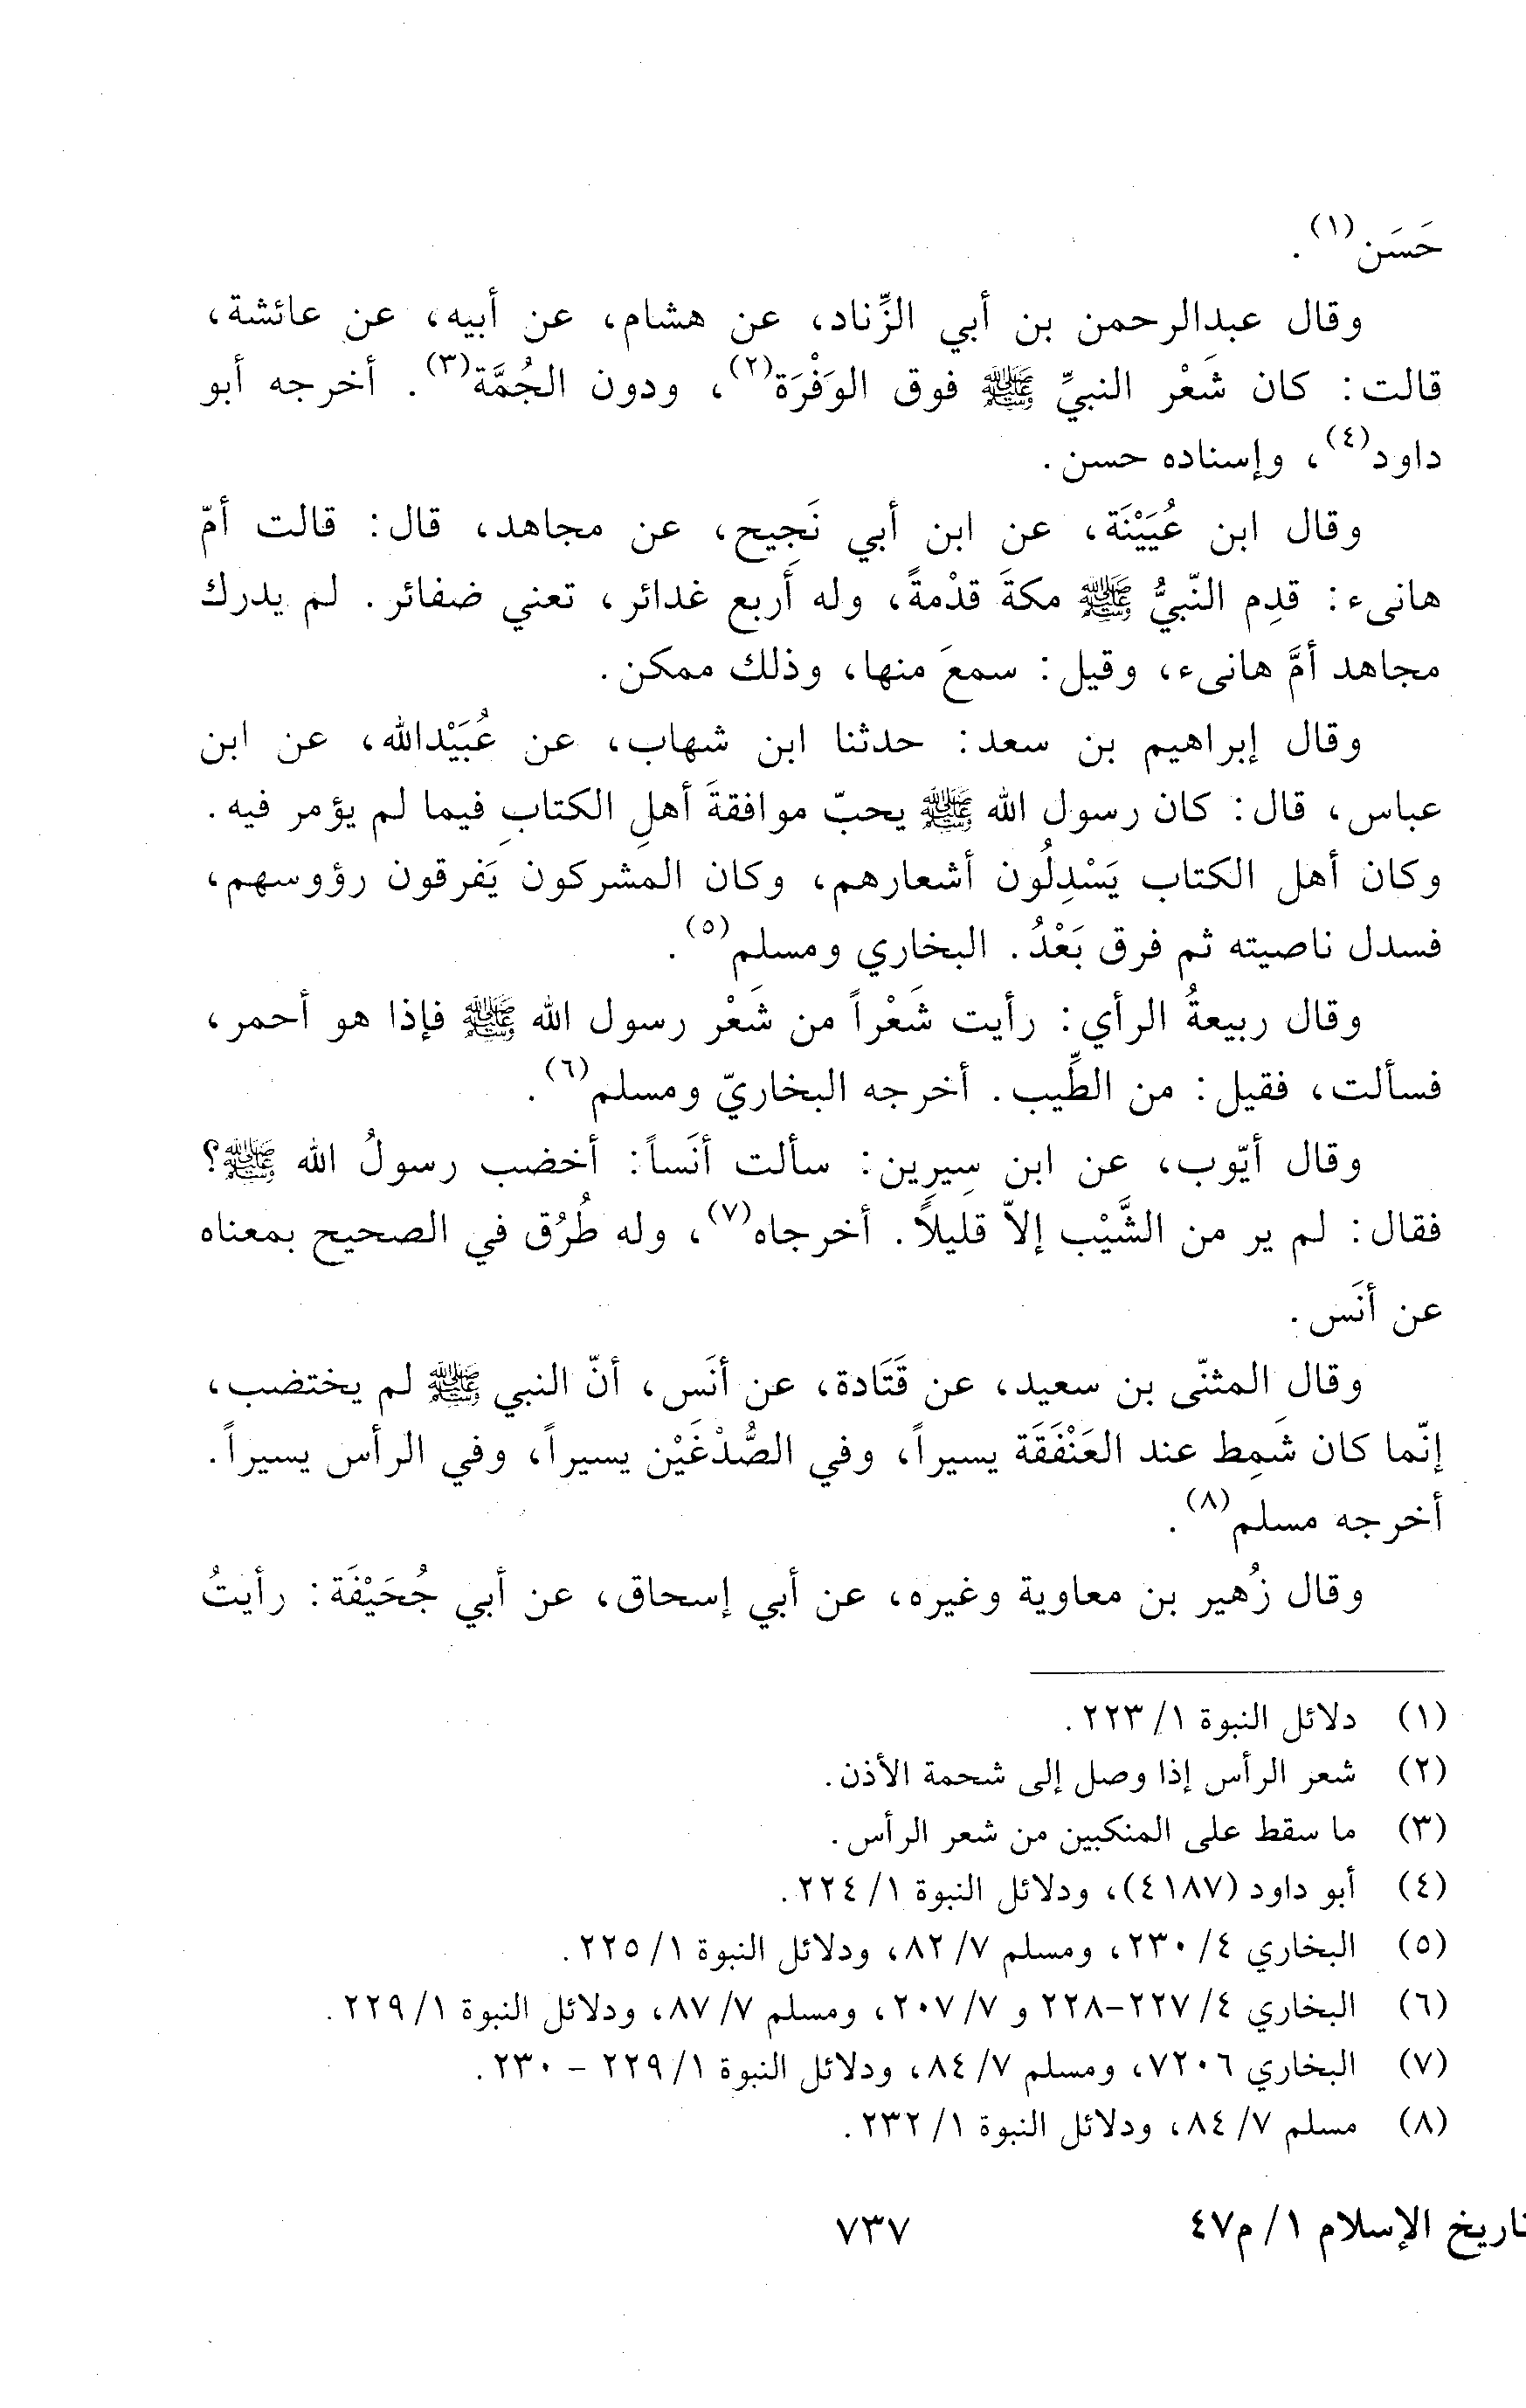 حَسَن(١).
وقال عبدالرحمن بن أبي الزِّناد، عن هشام، عن أبيه، عن عائشة،
قالت: كان شَعْر النبيِّ ﷺ فوق الوَفْرَة(٢)، ودون الجُمَّة(٣). أخرجه أبو
داود(٤)، وإسناده حسن.
وقال ابن عُيَيْنَة، عن ابن أبي نَجِيح، عن مجاهد، قال: قالت أمّ
هانىء: قدِم النّبيُّ ﷺ مكةَ قدْمةً، وله أربع غدائر، تعني ضفائر. لم يدرك
مجاهد أمَّ هانىء، وقيل: سمعَ منها، وذلك ممكن.
وقال إبراهيم بن سعد: حدثنا ابن شهاب، عن عُبَيْدالله، عن ابن
عباس، قال: كان رسول الله ﷺ يحبّ موافقةَ أهلِ الكتابِ فيما لم يؤمر فيه.
وكان أهل الكتاب يَسْدِلُون أشعارهم، وكان المشركون يَفرقون رؤوسهم،
فسدل ناصيته ثم فرق بَعْدُ. البخاري ومسلم(٥).
وقال ربيعةُ الرأي: رأيت شَعْراً من شَعْر رسول الله ﷺ فإذا هو أحمر،
فسألت، فقيل: من الطِّيب. أخرجه البخاريّ ومسلم(٦).
وقال أيّوب، عن ابن سِيرِين: سألت أنَساً: أخضب رسولُ الله ﷺ؟
فقال: لم ير من الشَّيْب إلاّ قليلاً. أخرجاه(٧)، وله طُرُق في الصحيح بمعناه
عن أنَس.
وقال المثنّى بن سعيد، عن قَتَادة، عن أنَس، أنّ النبي ﷺ لم يختضب،
إنّما كان شَمِط عند العَنْفَقَة يسيراً، وفي الصُّدْغَيْن يسيراً، وفي الرأس يسيراً.
أخرجه مسلم(٨).
وقال زُهير بن معاوية وغيره، عن أبي إسحاق، عن أبي جُحَيْفَة: رأيتُ
(١) دلائل النبوة ١/ ٢٢٣.
(٢) شعر الرأس إذا وصل إلى شحمة الأذن.
(٣) ما سقط على المنكبين من شعر الرأس.
(٤) أبو داود (٤١٨٧)، ودلائل النبوة ١/ ٢٢٤.
(٥) البخاري ٤/ ٢٣٠، ومسلم ٧/ ٨٢، ودلائل النبوة ١/ ٢٢٥.
(٦) البخاري ٤/ ٢٢٧-٢٢٨ و ٧/ ٢٠٧، ومسلم ٧/ ٨٧، ودلائل النبوة ١/ ٢٢٩.
(٧) البخاري ٧٢٠٦، ومسلم ٧/ ٨٤، ودلائل النبوة ١/ ٢٢٩ - ٢٣٠.
(٨) مسلم ٧/ ٨٤، ودلائل النبوة ١/ ٢٣٢.
تاريخ الإسلام ١/ م٤٧
٧٣٧